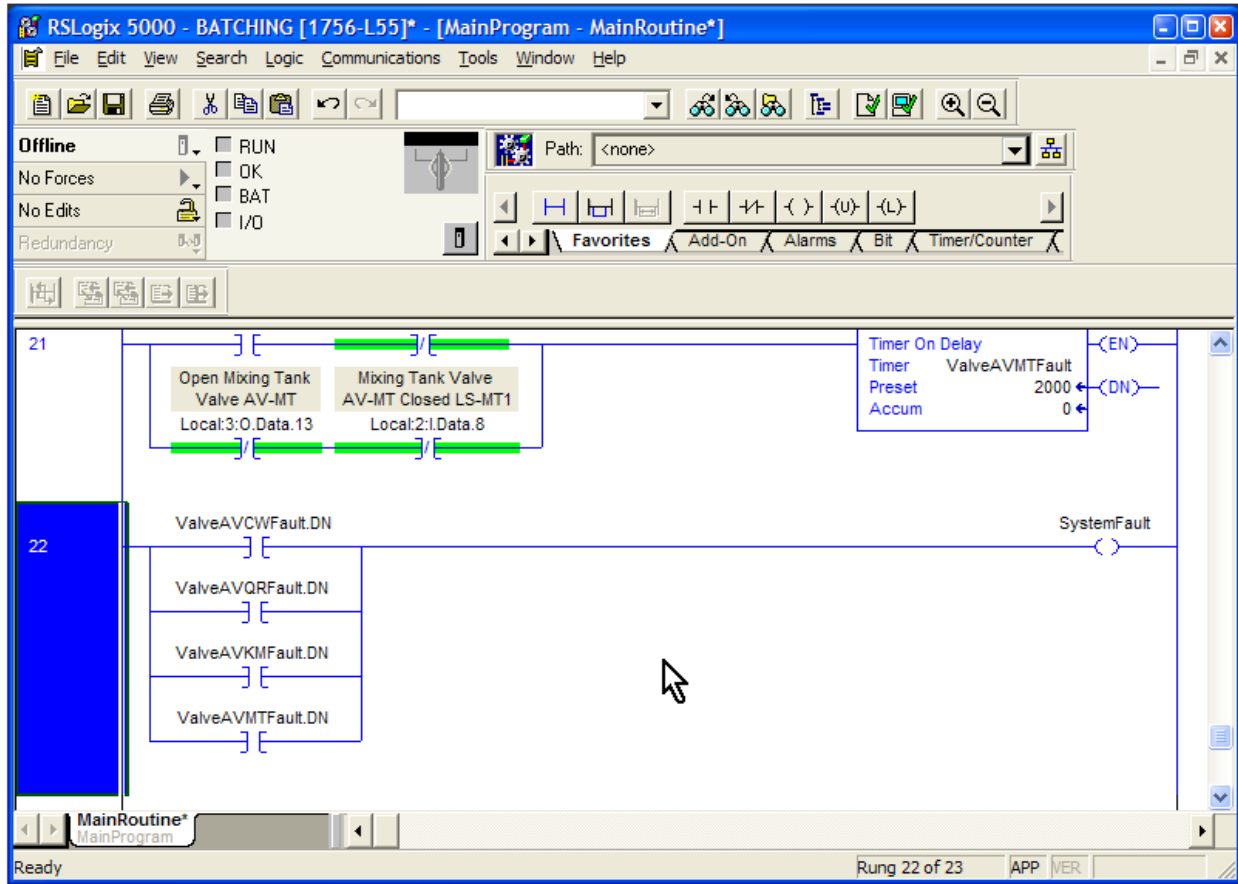 RSLogix 5000 - BATCHING [1756-L55]* - [MainProgram - MainRoutine*]
File Edit View Search Logic Communications Tools Window Help
Offline
RUN
No Forces
OK
No Edits
BAT
Redundancy
I/O
Path: <none>
Favorites Add-On Alarms Bit Timer/Counter
21
Open Mixing Tank
Valve AV-MT
Local:3:O.Data.13
Mixing Tank Valve
AV-MT Closed LS-MT1
Local:2:I.Data.8
Timer On Delay
Timer ValveAVMTFault
Preset 2000
Accum 0
EN
DN
22
ValveAVCWFault.DN
SystemFault
ValveAVQRFault.DN
ValveAVKMFault.DN
ValveAVMTFault.DN
MainRoutine*
MainProgram
Ready
Rung 22 of 23
APP
VER